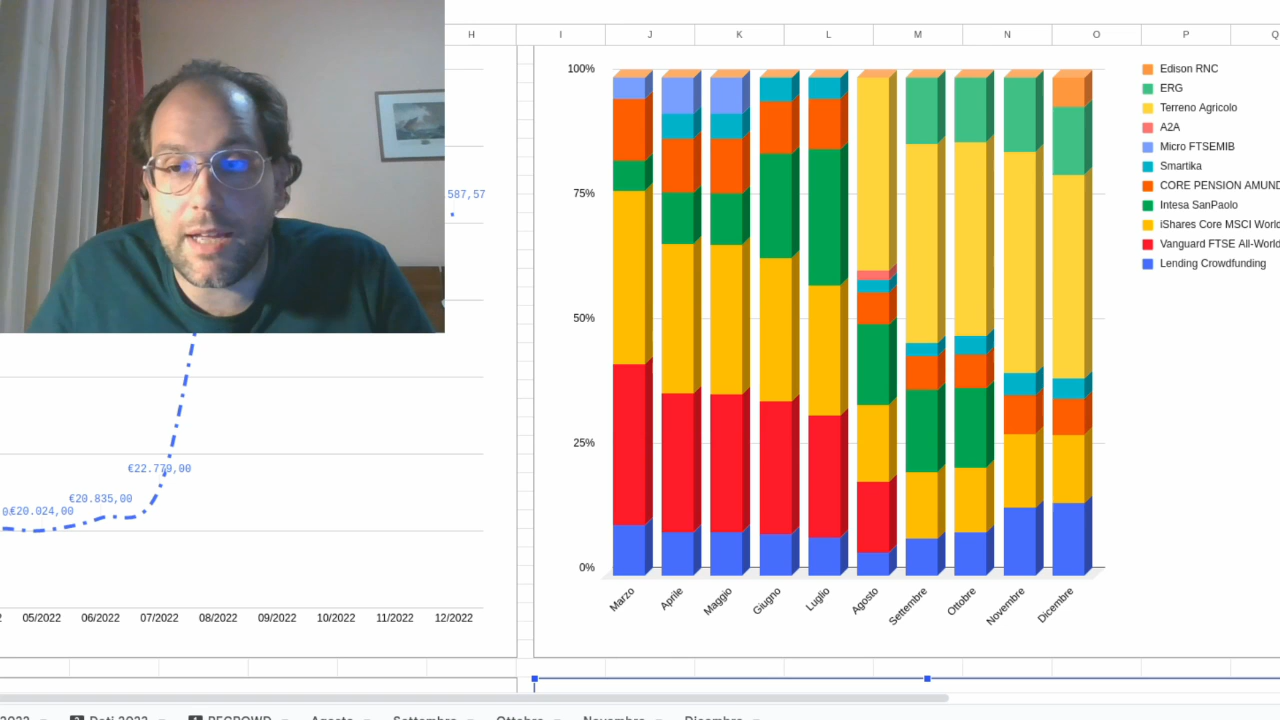 H I J K L M N O P Q
100%
75%
50%
25%
0%
Marzo
Aprile
Maggio
Giugno
Luglio
Agosto
Settembre
Ottobre
Novembre
Dicembre
Edison RNC
ERG
Terreno Agricolo
A2A
Micro FTSEMIB
Smartika
CORE PENSION AMUND
Intesa SanPaolo
iShares Core MSCI World
Vanguard FTSE All-World
Lending Crowdfunding
587,57
€22.779,00
€20.835,00
€20.024,00
05/2022 06/2022 07/2022 08/2022 09/2022 10/2022 11/2022 12/2022
2022 Dati 2022 RECROWD Agosto Settembre Ottobre Novembre Dicembre